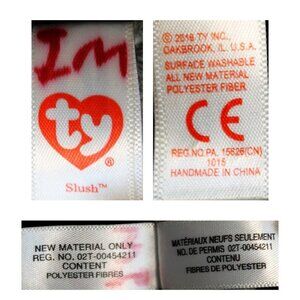 IM
ty
®
Slush™
© 2016 TY INC.,
OAKBROOK, IL. U.S.A.
SURFACE WASHABLE
ALL NEW MATERIAL
POLYESTER FIBER
CE
REG.NO.PA. 15626(CN)
1015
HANDMADE IN CHINA
NEW MATERIAL ONLY
REG. NO. 02T-00454211
CONTENT
POLYESTER FIBRES
MATÉRIAUX NEUFS SEULEMENT
NO. DE PERMIS 02T-00454211
CONTENU
FIBRES DE POLYESTER